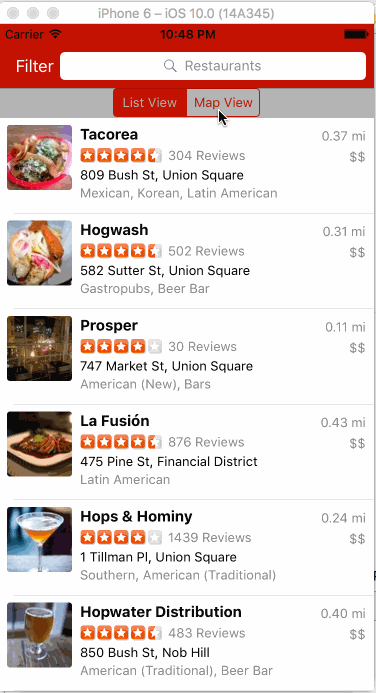 iPhone 6 – iOS 10.0 (14A345)
Carrier 10:48 PM
Filter Restaurants
List View Map View
Tacorea 0.37 mi
304 Reviews $$
809 Bush St, Union Square
Mexican, Korean, Latin American
Hogwash 0.31 mi
502 Reviews $$
582 Sutter St, Union Square
Gastropubs, Beer Bar
Prosper 0.11 mi
30 Reviews $$
747 Market St, Union Square
American (New), Bars
La Fusión 0.43 mi
876 Reviews $$
475 Pine St, Financial District
Latin American
Hops & Hominy 0.24 mi
1439 Reviews $$
1 Tillman Pl, Union Square
Southern, American (Traditional)
Hopwater Distribution 0.40 mi
483 Reviews $$
850 Bush St, Nob Hill
American (Traditional), Beer Bar